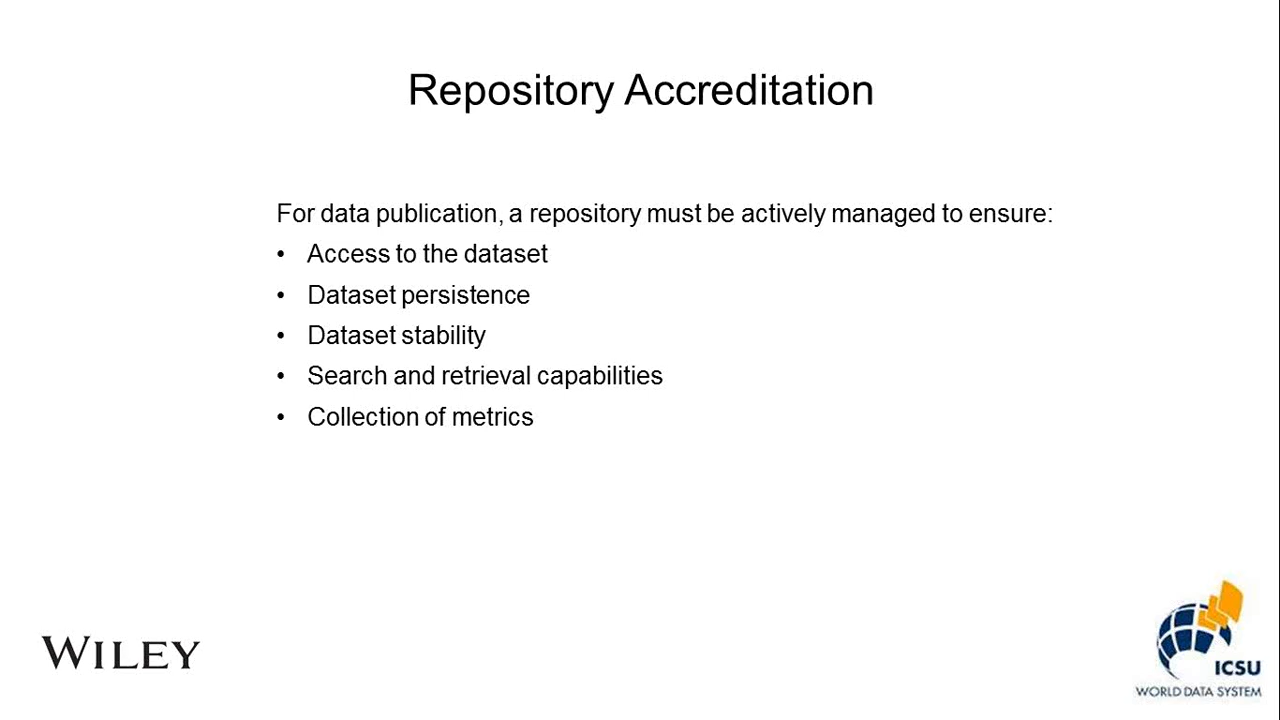 Repository Accreditation
For data publication, a repository must be actively managed to ensure:
• Access to the dataset
• Dataset persistence
• Dataset stability
• Search and retrieval capabilities
• Collection of metrics
WILEY
ICSU
WORLD DATA SYSTEM